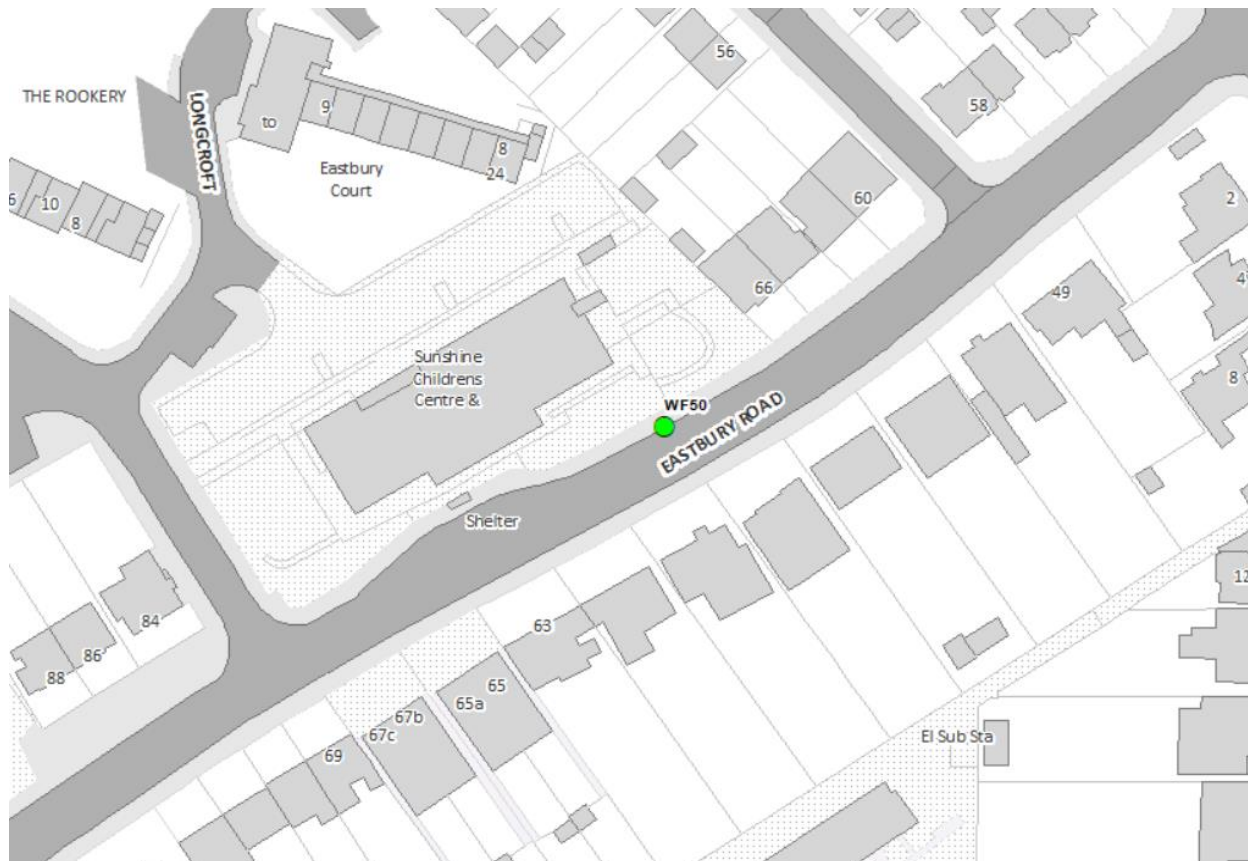 56
58
THE ROOKERY
LONGCROFT
to
9
8
24
Eastbury
Court
6
10
8
60
2
66
49
4
Sunshine
Childrens
Centre &
WF50
EASTBURY ROAD
8
Shelter
12
84
86
88
63
65
65a
67b
67c
69
El Sub Sta